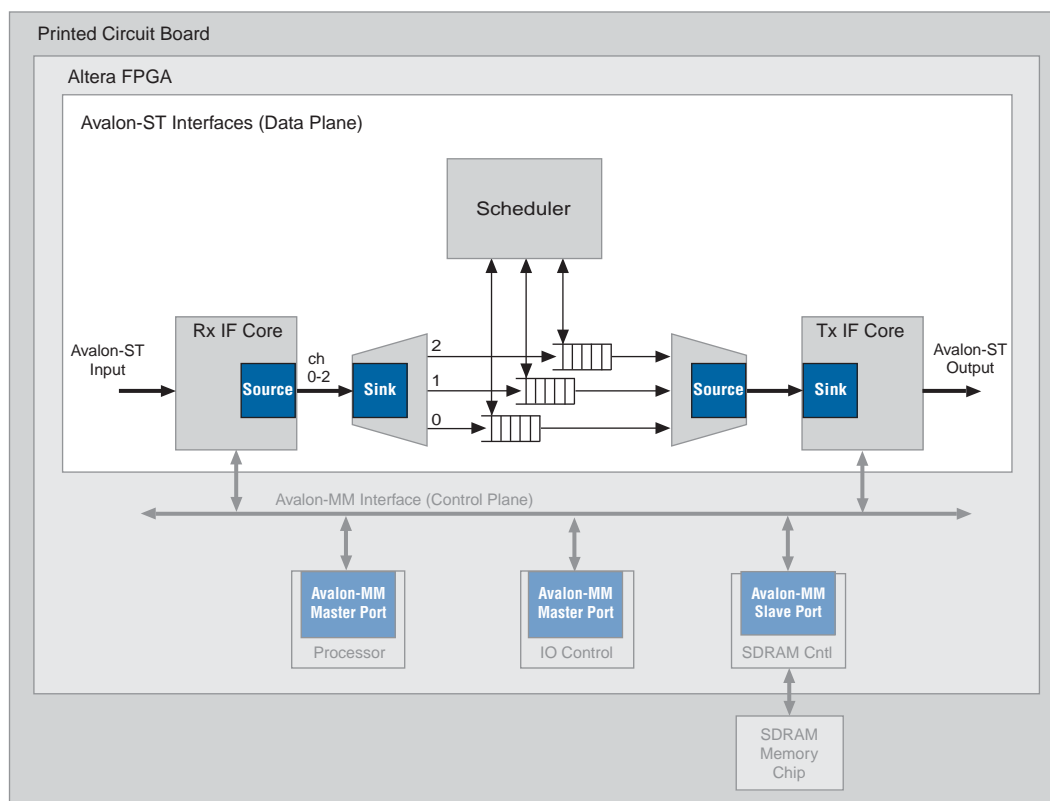 Printed Circuit Board
Altera FPGA
Avalon-ST Interfaces (Data Plane)
Scheduler
Rx IF Core
Tx IF Core
Avalon-ST
Input
ch
0-2
2
1
0
Avalon-ST
Output
Source
Sink
Source
Sink
Avalon-MM Interface (Control Plane)
Avalon-MM
Master Port
Processor
Avalon-MM
Master Port
IO Control
Avalon-MM
Slave Port
SDRAM Cntl
SDRAM
Memory
Chip